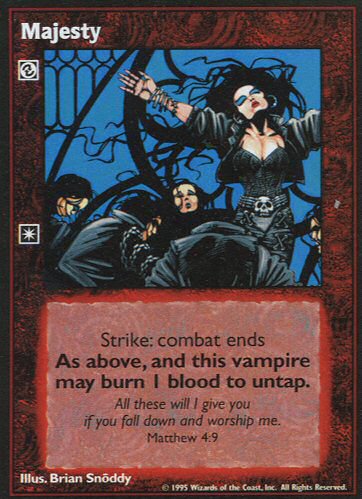 Majesty
Strike: combat ends
As above, and this vampire
may burn 1 blood to untap.
All these will I give you
if you fall down and worship me.
Matthew 4:9
Illus. Brian Snōddy
© 1995 Wizards of the Coast, Inc. All Rights Reserved.